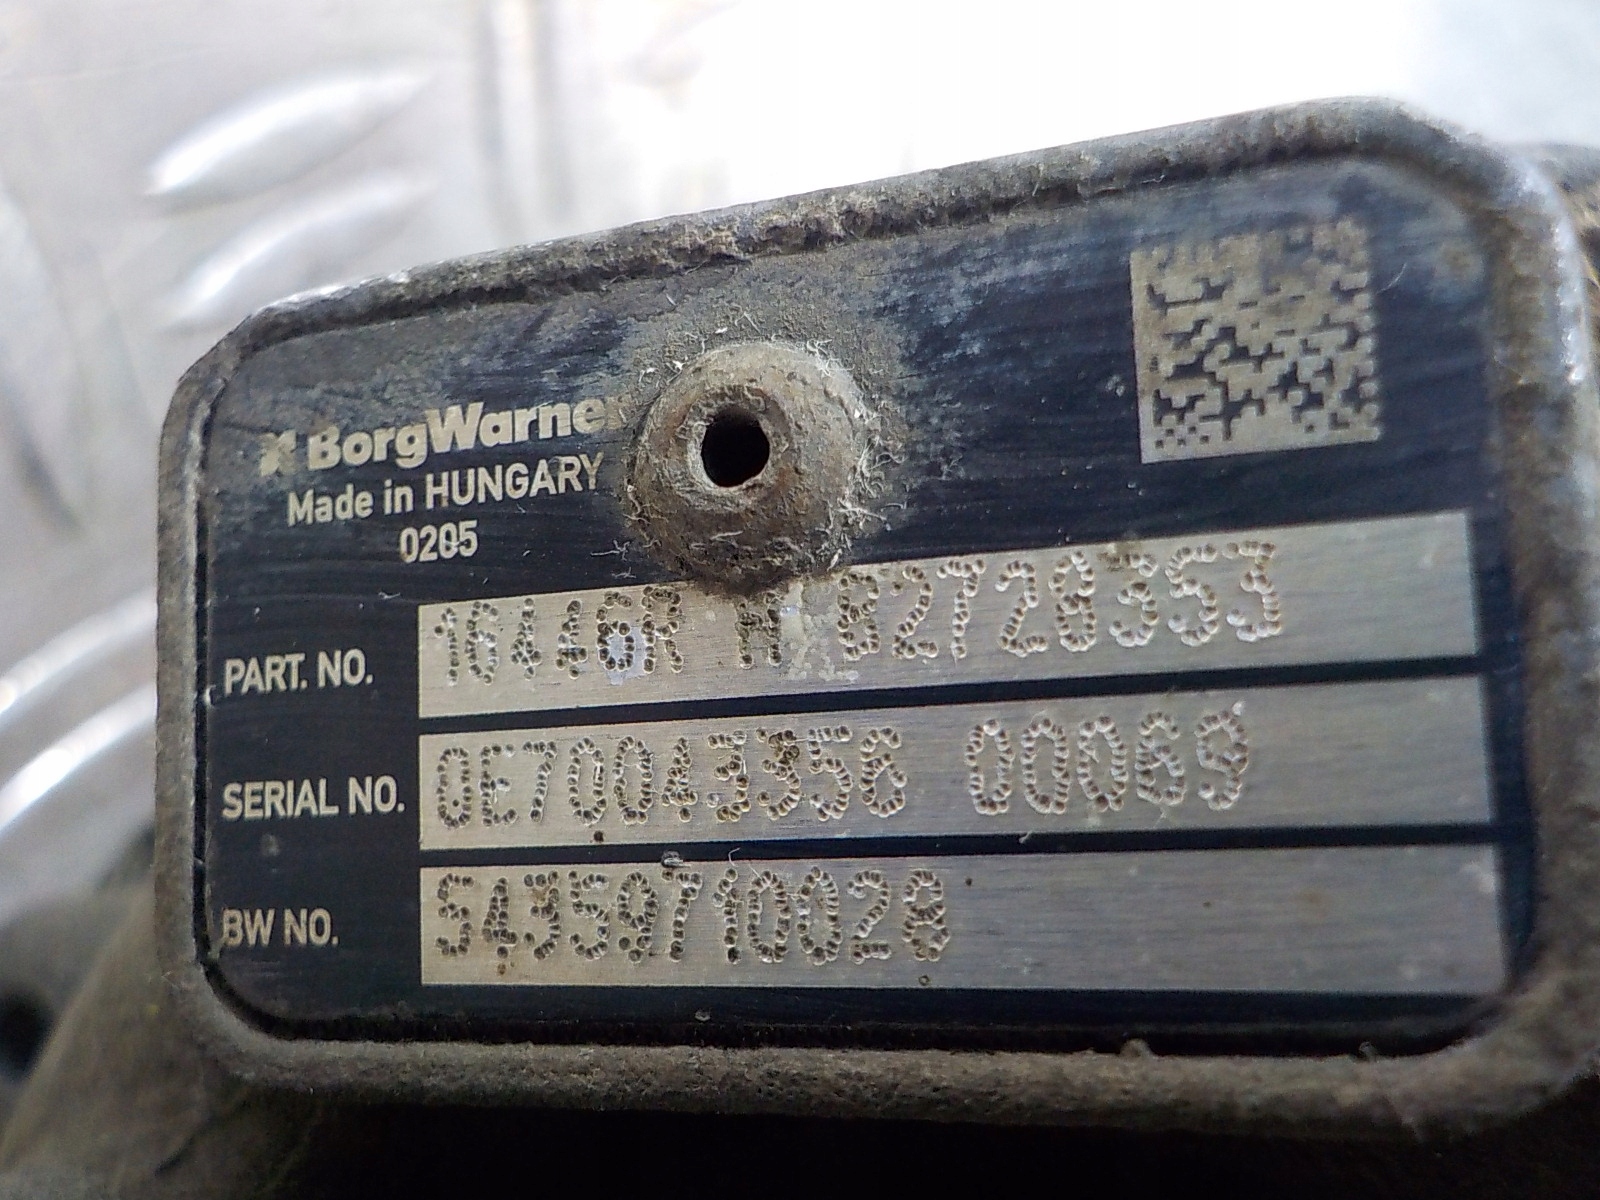 BorgWarner
Made in HUNGARY
0205
PART. NO. 16446R
SERIAL NO. 0E70043356 00069
BW NO. 54359710028